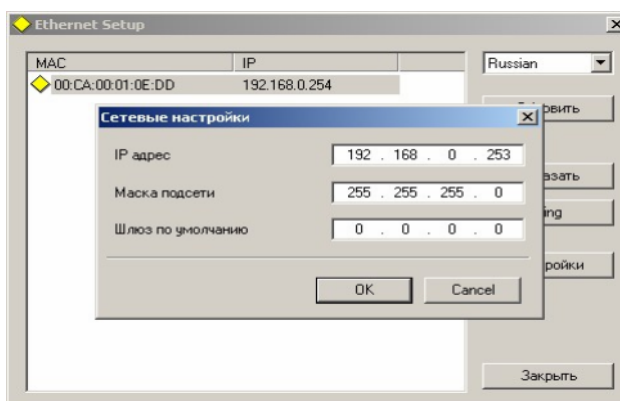 Ethernet Setup
MAC IP
00:CA:00:01:0E:DD 192.168.0.254
Russian
Сетевые настройки
IP адрес 192 . 168 . 0 . 253
Маска подсети 255 . 255 . 255 . 0
Шлюз по умолчанию 0 . 0 . 0 . 0
OK Cancel
Закрыть